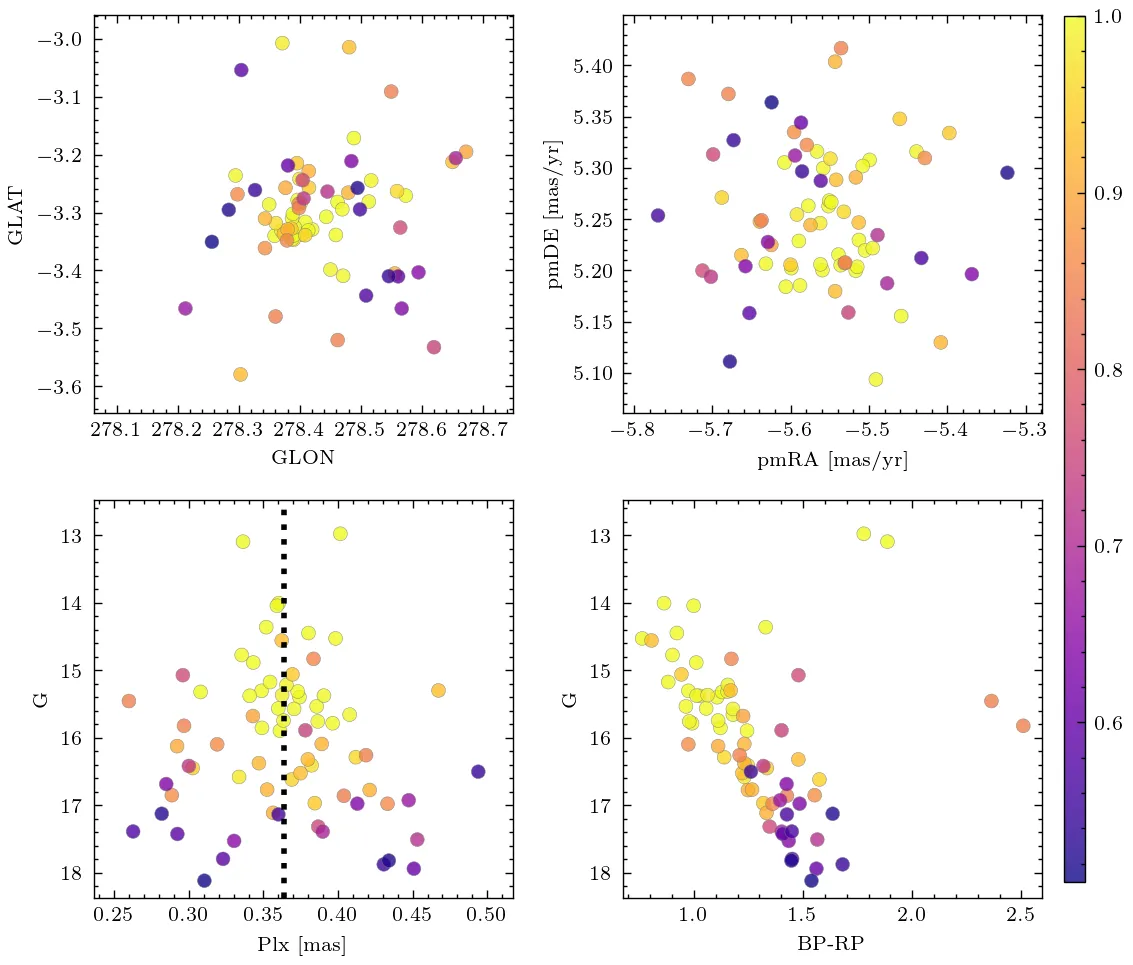 −3.0
−3.1
−3.2
−3.3
−3.4
−3.5
−3.6
GLAT
278.1 278.2 278.3 278.4 278.5 278.6 278.7
GLON
5.40
5.35
5.30
5.25
5.20
5.15
5.10
pmDE [mas/yr]
−5.8 −5.7 −5.6 −5.5 −5.4 −5.3
pmRA [mas/yr]
13
14
15
16
17
18
G
0.25 0.30 0.35 0.40 0.45 0.50
Plx [mas]
13
14
15
16
17
18
G
1.0 1.5 2.0 2.5
BP-RP
1.0
0.9
0.8
0.7
0.6